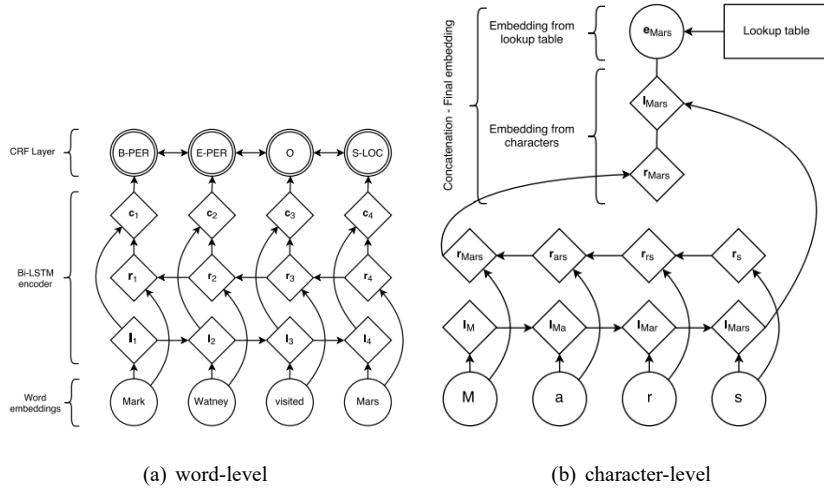 CRF Layer
B-PER E-PER O S-LOC
c1 c2 c3 c4
Bi-LSTM
encoder
r1 r2 r3 r4
l1 l2 l3 l4
Word
embeddings
Mark Watney visited Mars
(a) word-level
Concatenation - Final embedding
Embedding from
lookup table
eMars
Lookup table
lMars
Embedding from
characters
rMars
rMars rars rrs rs
lM lMa lMar lMars
M a r s
(b) character-level